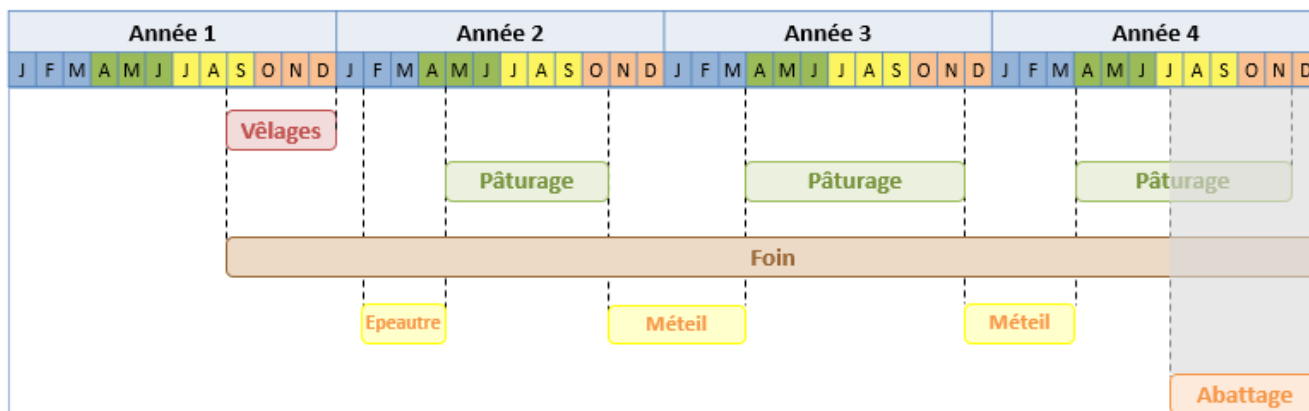 Année 1 Année 2 Année 3 Année 4
J F M A M J J A S O N D J F M A M J J A S O N D J F M A M J J A S O N D J F M A M J J A S O N D
Vêlages
Pâturage Pâturage Pâturage
Foin
Epeautre Méteil Méteil
Abattage